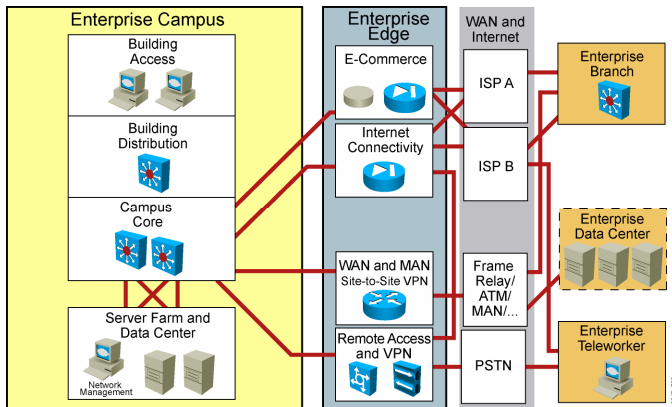 Enterprise Campus
Building
Access
Building
Distribution
Campus
Core
Server Farm and
Data Center
Network
Management
Enterprise
Edge
E-Commerce
Internet
Connectivity
WAN and MAN
Site-to-Site VPN
Remote Access
and VPN
WAN and
Internet
ISP A
ISP B
Frame
Relay/
ATM/
MAN/...
PSTN
Enterprise
Branch
Enterprise
Data Center
Enterprise
Teleworker